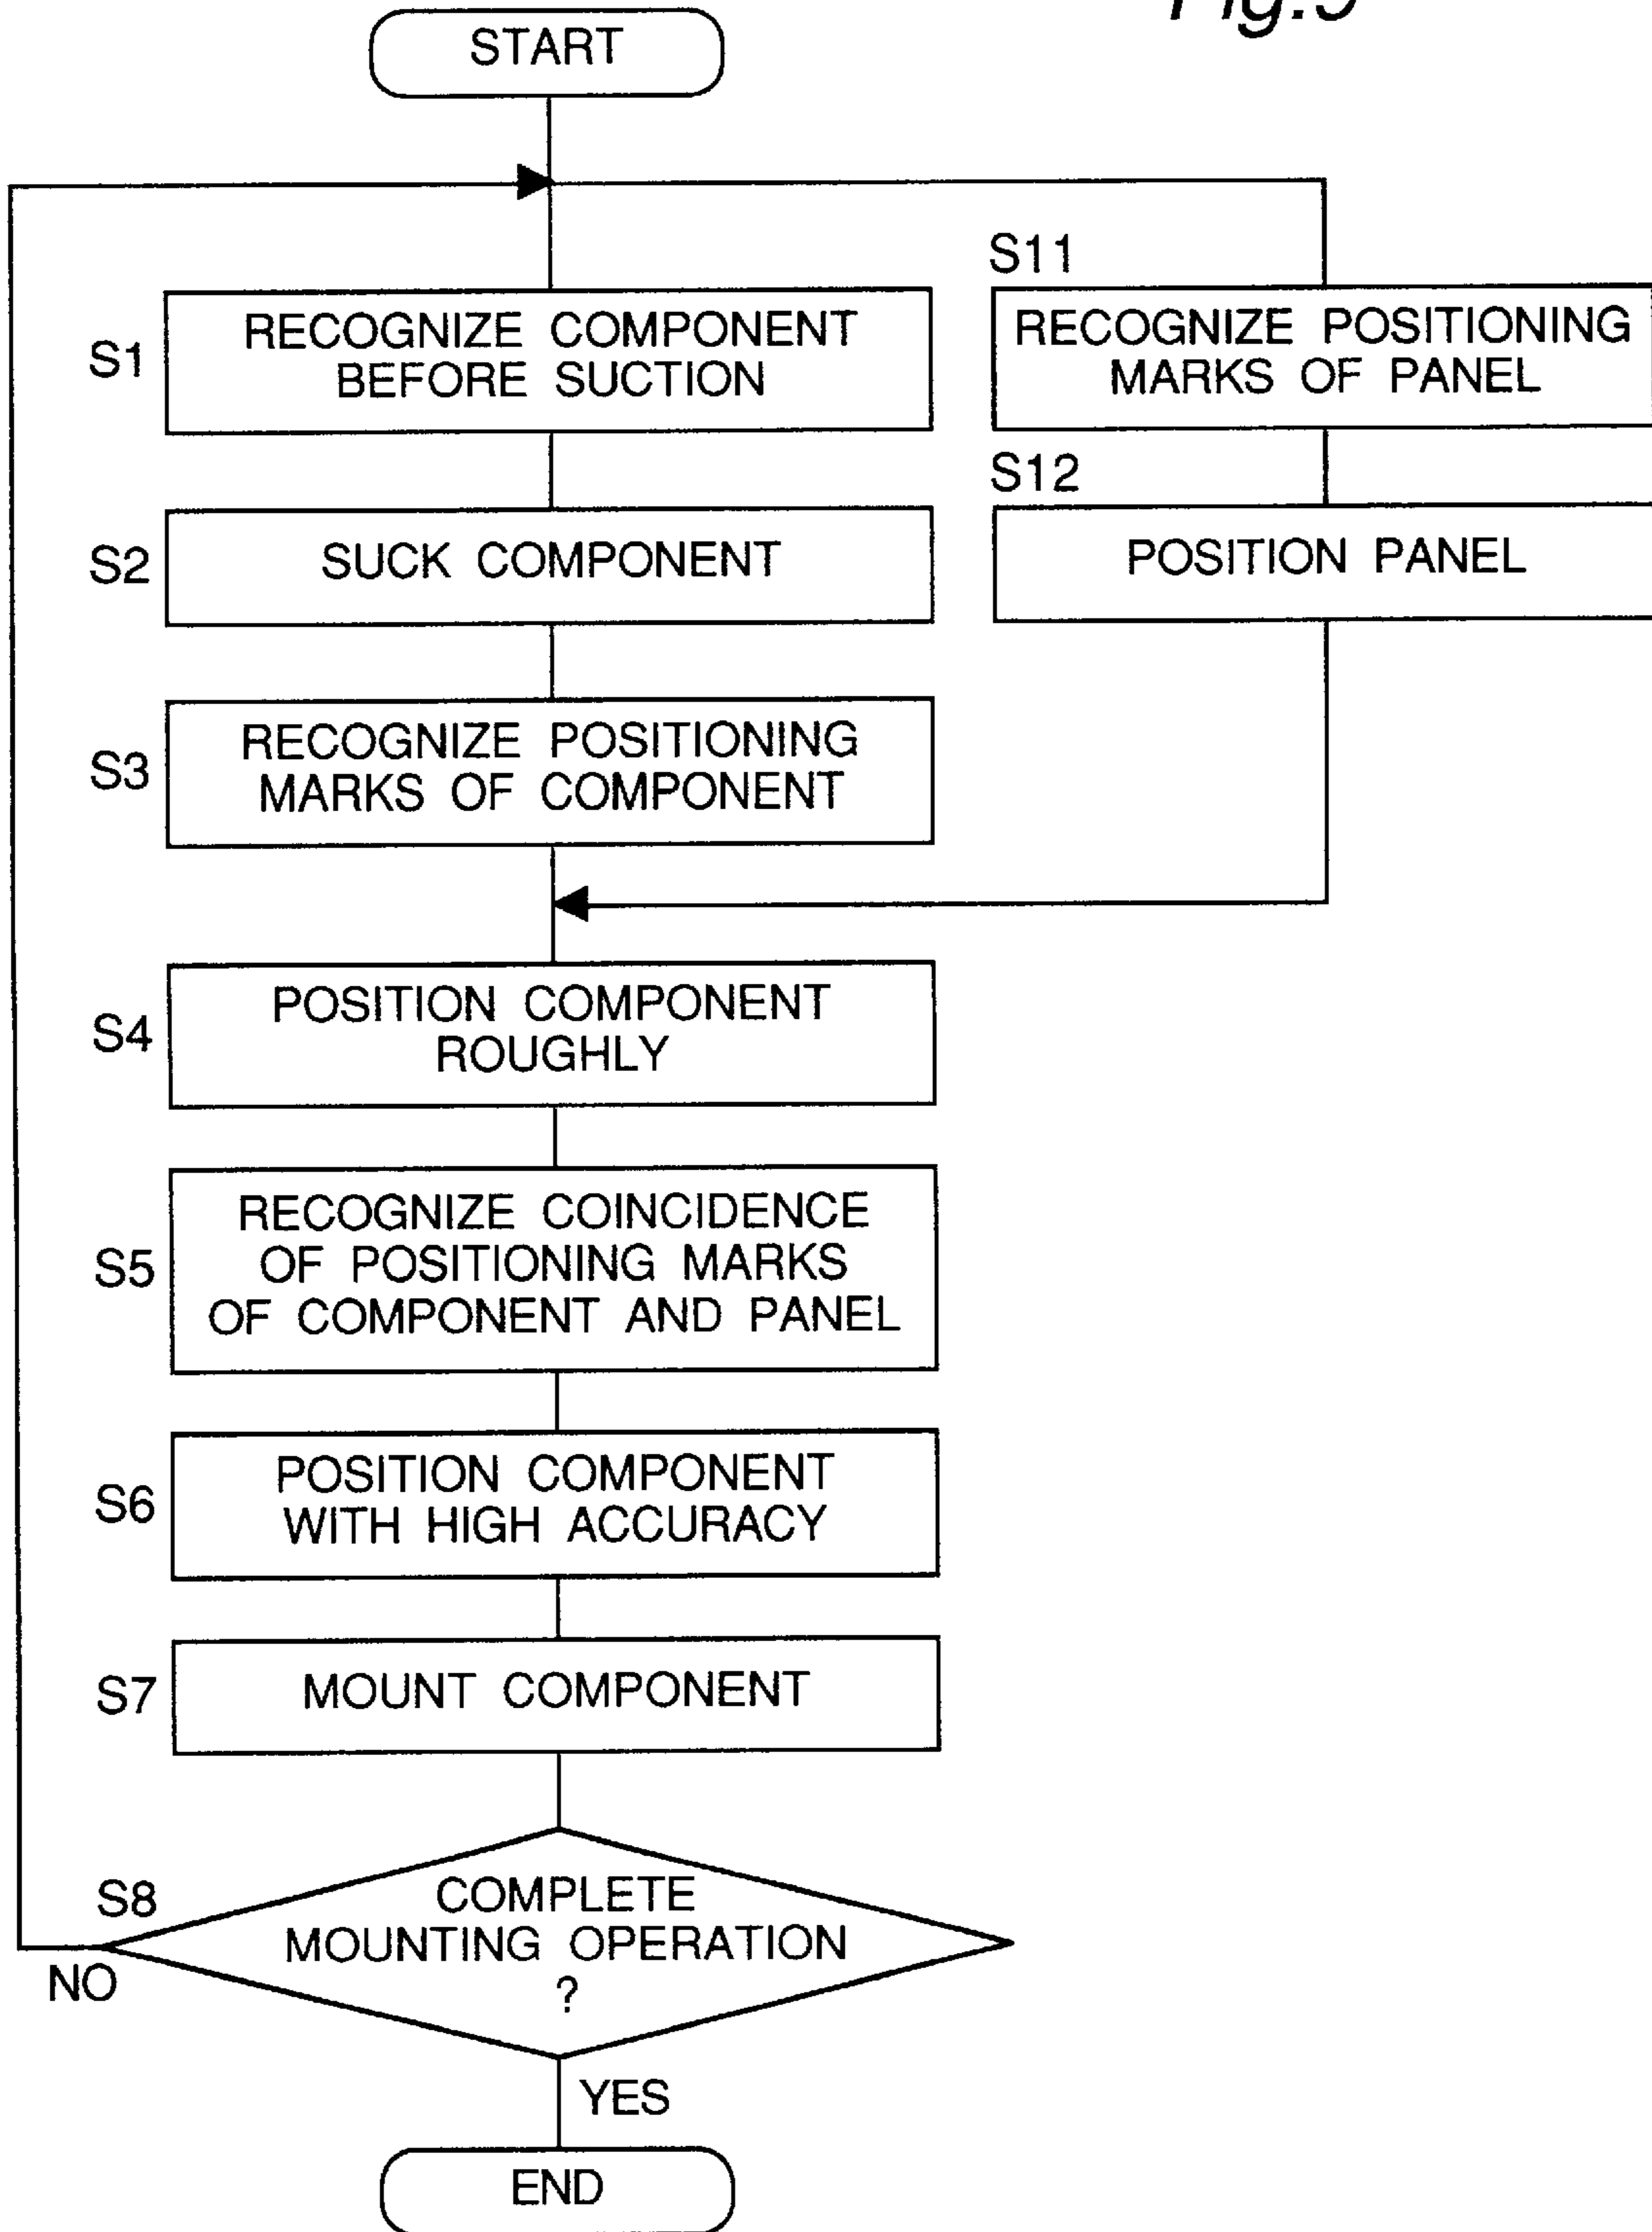 START
S11
S1
RECOGNIZE COMPONENT
BEFORE SUCTION
RECOGNIZE POSITIONING
MARKS OF PANEL
S12
S2
SUCK COMPONENT
POSITION PANEL
S3
RECOGNIZE POSITIONING
MARKS OF COMPONENT
S4
POSITION COMPONENT
ROUGHLY
S5
RECOGNIZE COINCIDENCE
OF POSITIONING MARKS
OF COMPONENT AND PANEL
S6
POSITION COMPONENT
WITH HIGH ACCURACY
S7
MOUNT COMPONENT
S8
COMPLETE
MOUNTING OPERATION
?
NO
YES
END